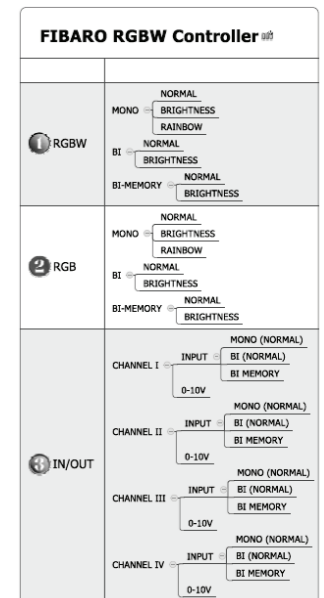 FIBARO RGBW Controller
1 RGBW
MONO
NORMAL
BRIGHTNESS
RAINBOW
BI
NORMAL
BRIGHTNESS
BI-MEMORY
NORMAL
BRIGHTNESS
2 RGB
MONO
NORMAL
BRIGHTNESS
RAINBOW
BI
NORMAL
BRIGHTNESS
BI-MEMORY
NORMAL
BRIGHTNESS
3 IN/OUT
CHANNEL I
INPUT
MONO (NORMAL)
BI (NORMAL)
BI MEMORY
0-10V
CHANNEL II
INPUT
MONO (NORMAL)
BI (NORMAL)
BI MEMORY
0-10V
CHANNEL III
INPUT
MONO (NORMAL)
BI (NORMAL)
BI MEMORY
0-10V
CHANNEL IV
INPUT
MONO (NORMAL)
BI (NORMAL)
BI MEMORY
0-10V